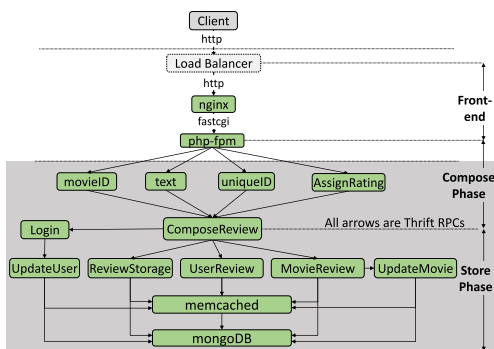 Client
http
Load Balancer
http
nginx
Front-
end
fastcgi
php-fpm
Compose
Phase
movieID
text
uniqueID
AssignRating
All arrows are Thrift RPCs
Login
ComposeReview
Store
Phase
UpdateUser
ReviewStorage
UserReview
MovieReview
UpdateMovie
memcached
mongoDB